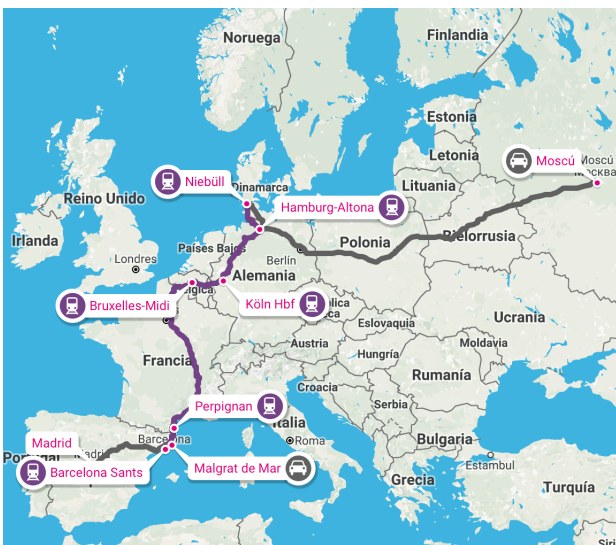 Noruega
Finlandia
Estonia
Letonia
Moscú
Moscú
Москва
Niebüll
Dinamarca
Lituania
Reino Unido
Hamburg-Altona
Irlanda
Países Bajos
Polonia
Bielorrusia
Londres
Berlín
Alemania
Bruxelles-Midi
Köln Hbf
Eslovaquia
Ucrania
Austria
Moldavia
Francia
Hungría
Croacia
Rumanía
Perpignan
Serbia
Italia
Roma
Bulgaria
Madrid
Barcelona
Estambul
Portugal
Barcelona Sants
Malgrat de Mar
Grecia
Turquía